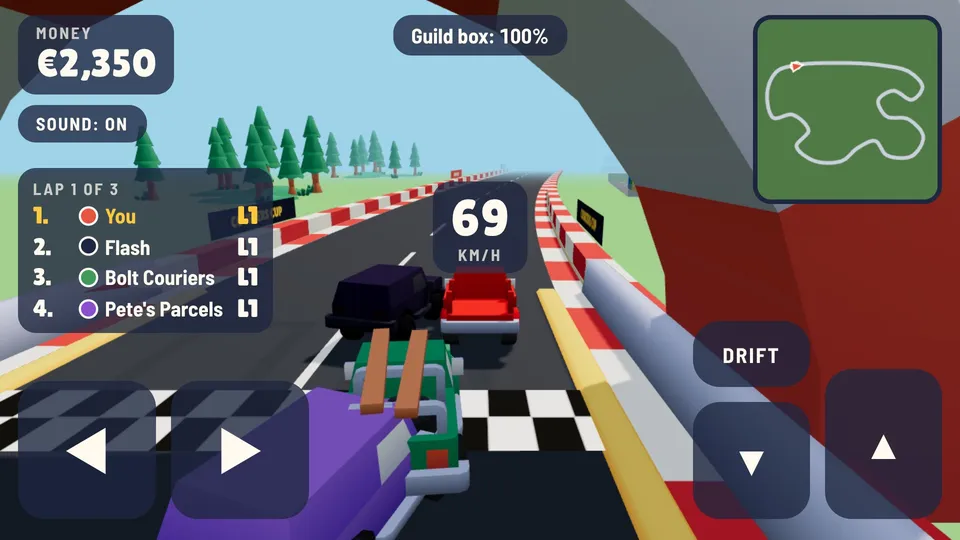 MONEY
€2,350
Guild box: 100%
SOUND: ON
LAP 1 OF 3
1. You L1
2. Flash L1
3. Bolt Couriers L1
4. Pete's Parcels L1
69
KM/H
DRIFT